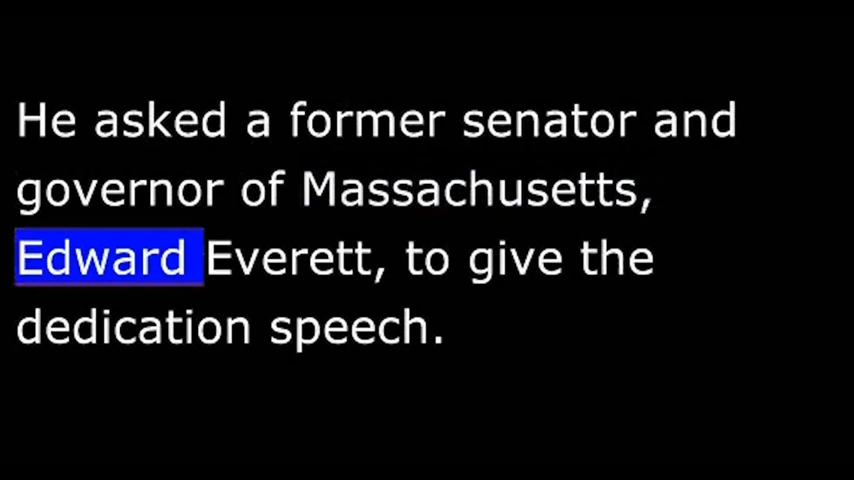 He asked a former senator and
governor of Massachusetts,
Edward Everett, to give the
dedication speech.